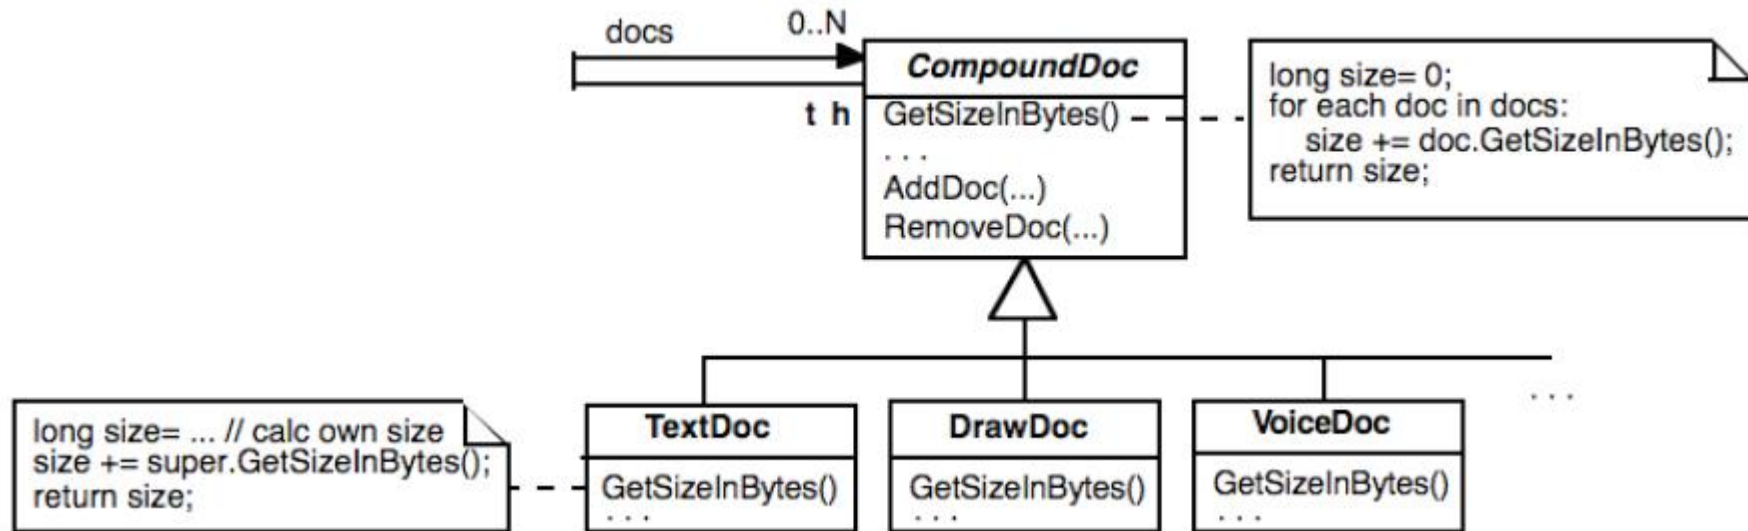 docs
0..N
CompoundDoc
t h
GetSizeInBytes()
. . .
AddDoc(...)
RemoveDoc(...)
long size= 0;
for each doc in docs:
size += doc.GetSizeInBytes();
return size;
long size= ... // calc own size
size += super.GetSizeInBytes();
return size;
TextDoc
GetSizeInBytes()
. . .
DrawDoc
GetSizeInBytes()
. . .
VoiceDoc
GetSizeInBytes()
. . .
. . .